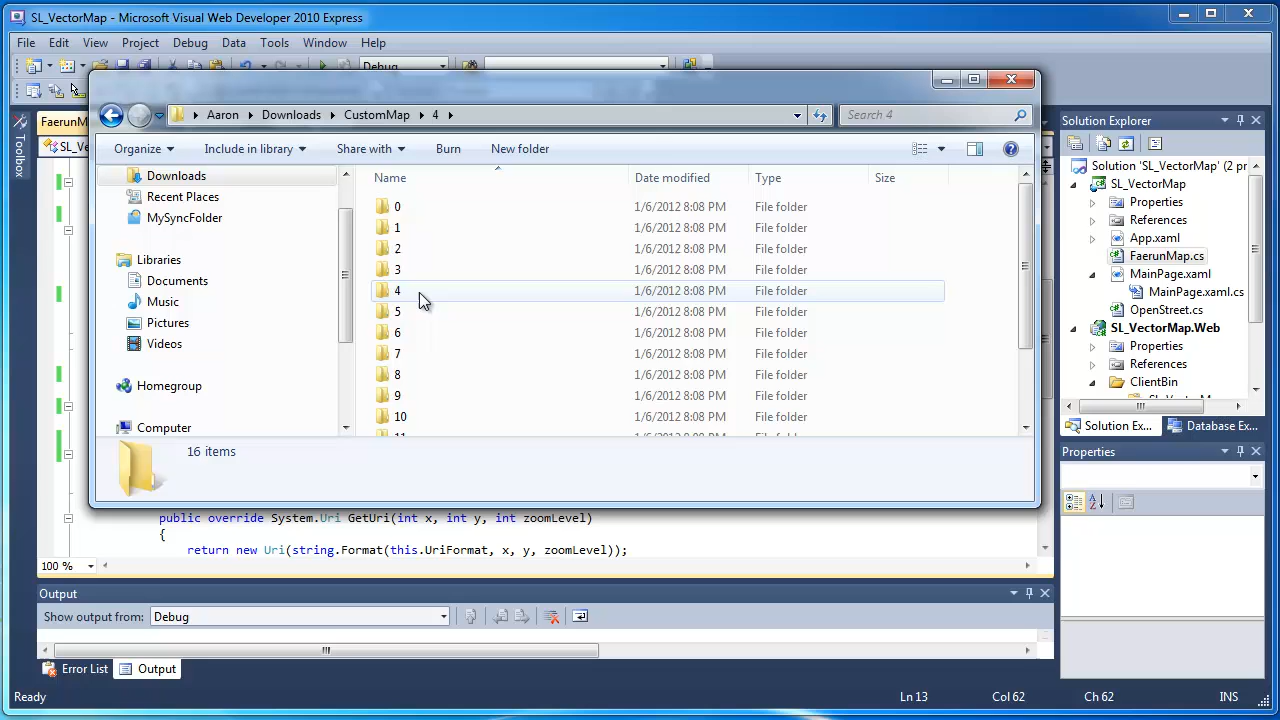 SL_VectorMap - Microsoft Visual Web Developer 2010 Express
File Edit View Project Debug Data Tools Window Help
Debug
Aaron Downloads CustomMap 4
Search 4
Organize Include in library Share with Burn New folder
Downloads
Recent Places
MySyncFolder
Libraries
Documents
Music
Pictures
Videos
Homegroup
Computer
Name Date modified Type Size
0 1/6/2012 8:08 PM File folder
1 1/6/2012 8:08 PM File folder
2 1/6/2012 8:08 PM File folder
3 1/6/2012 8:08 PM File folder
4 1/6/2012 8:08 PM File folder
5 1/6/2012 8:08 PM File folder
6 1/6/2012 8:08 PM File folder
7 1/6/2012 8:08 PM File folder
8 1/6/2012 8:08 PM File folder
9 1/6/2012 8:08 PM File folder
10 1/6/2012 8:08 PM File folder
16 items
FaerunM
SL_Ve
Toolbox
public override System.Uri GetUri(int x, int y, int zoomLevel)
{
return new Uri(string.Format(this.UriFormat, x, y, zoomLevel));
100 %
Output
Show output from: Debug
Error List Output
Solution Explorer
Solution 'SL_VectorMap' (2 pr
SL_VectorMap
Properties
References
App.xaml
FaerunMap.cs
MainPage.xaml
MainPage.xaml.cs
OpenStreet.cs
SL_VectorMap.Web
Properties
References
ClientBin
Solution Ex... Database Ex...
Properties
Ready Ln 13 Col 62 Ch 62 INS